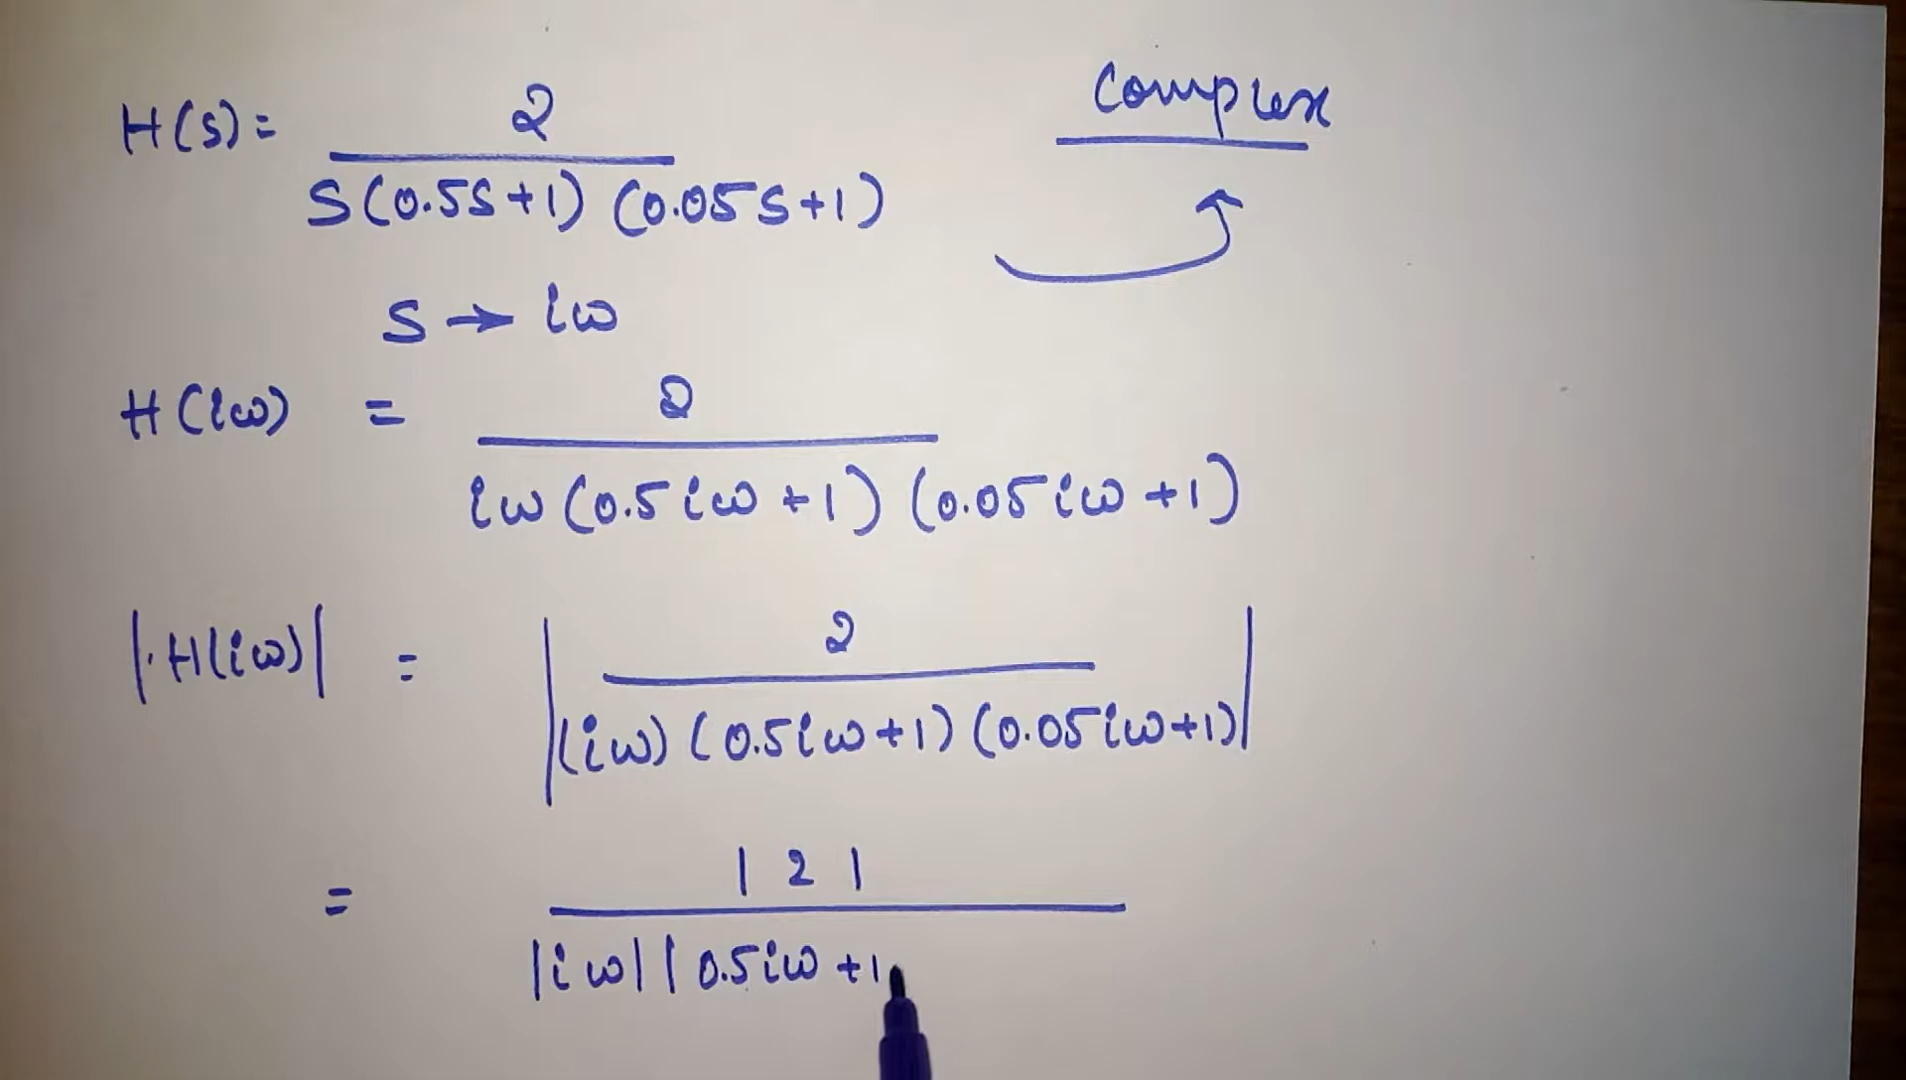 H(s) = 2 / s(0.5s+1)(0.05s+1)
Complex
s → iω
H(iω) = 2 / iω(0.5iω+1)(0.05iω+1)
|H(iω)| = |2 / (iω)(0.5iω+1)(0.05iω+1)|
= |2| / |iω||0.5iω+1